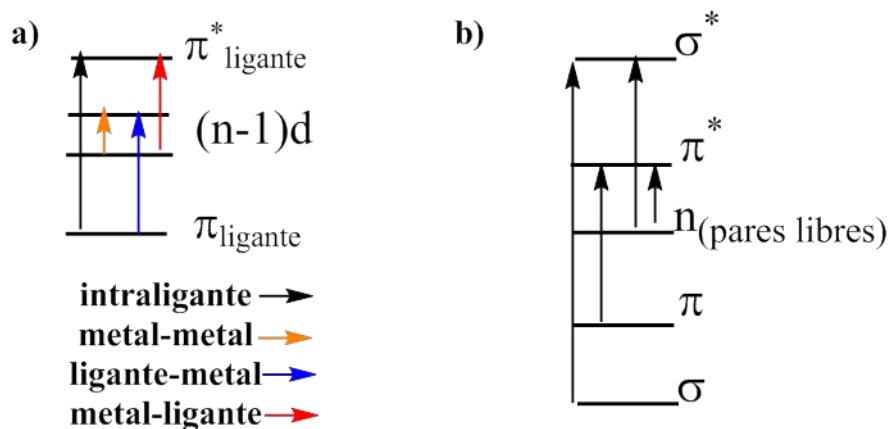 a)
π*ligante
(n-1)d
πligante
intraligante
metal-metal
ligante-metal
metal-ligante
b)
σ*
π*
n(pares libres)
π
σ